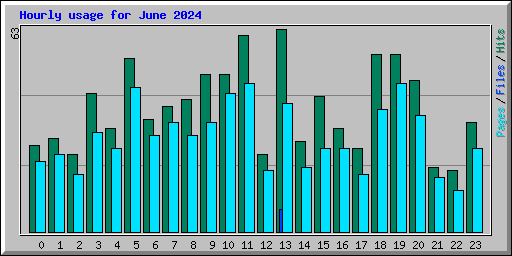 Hourly usage for June 2024
63
Pages/Files/Hits
0 1 2 3 4 5 6 7 8 9 10 11 12 13 14 15 16 17 18 19 20 21 22 23